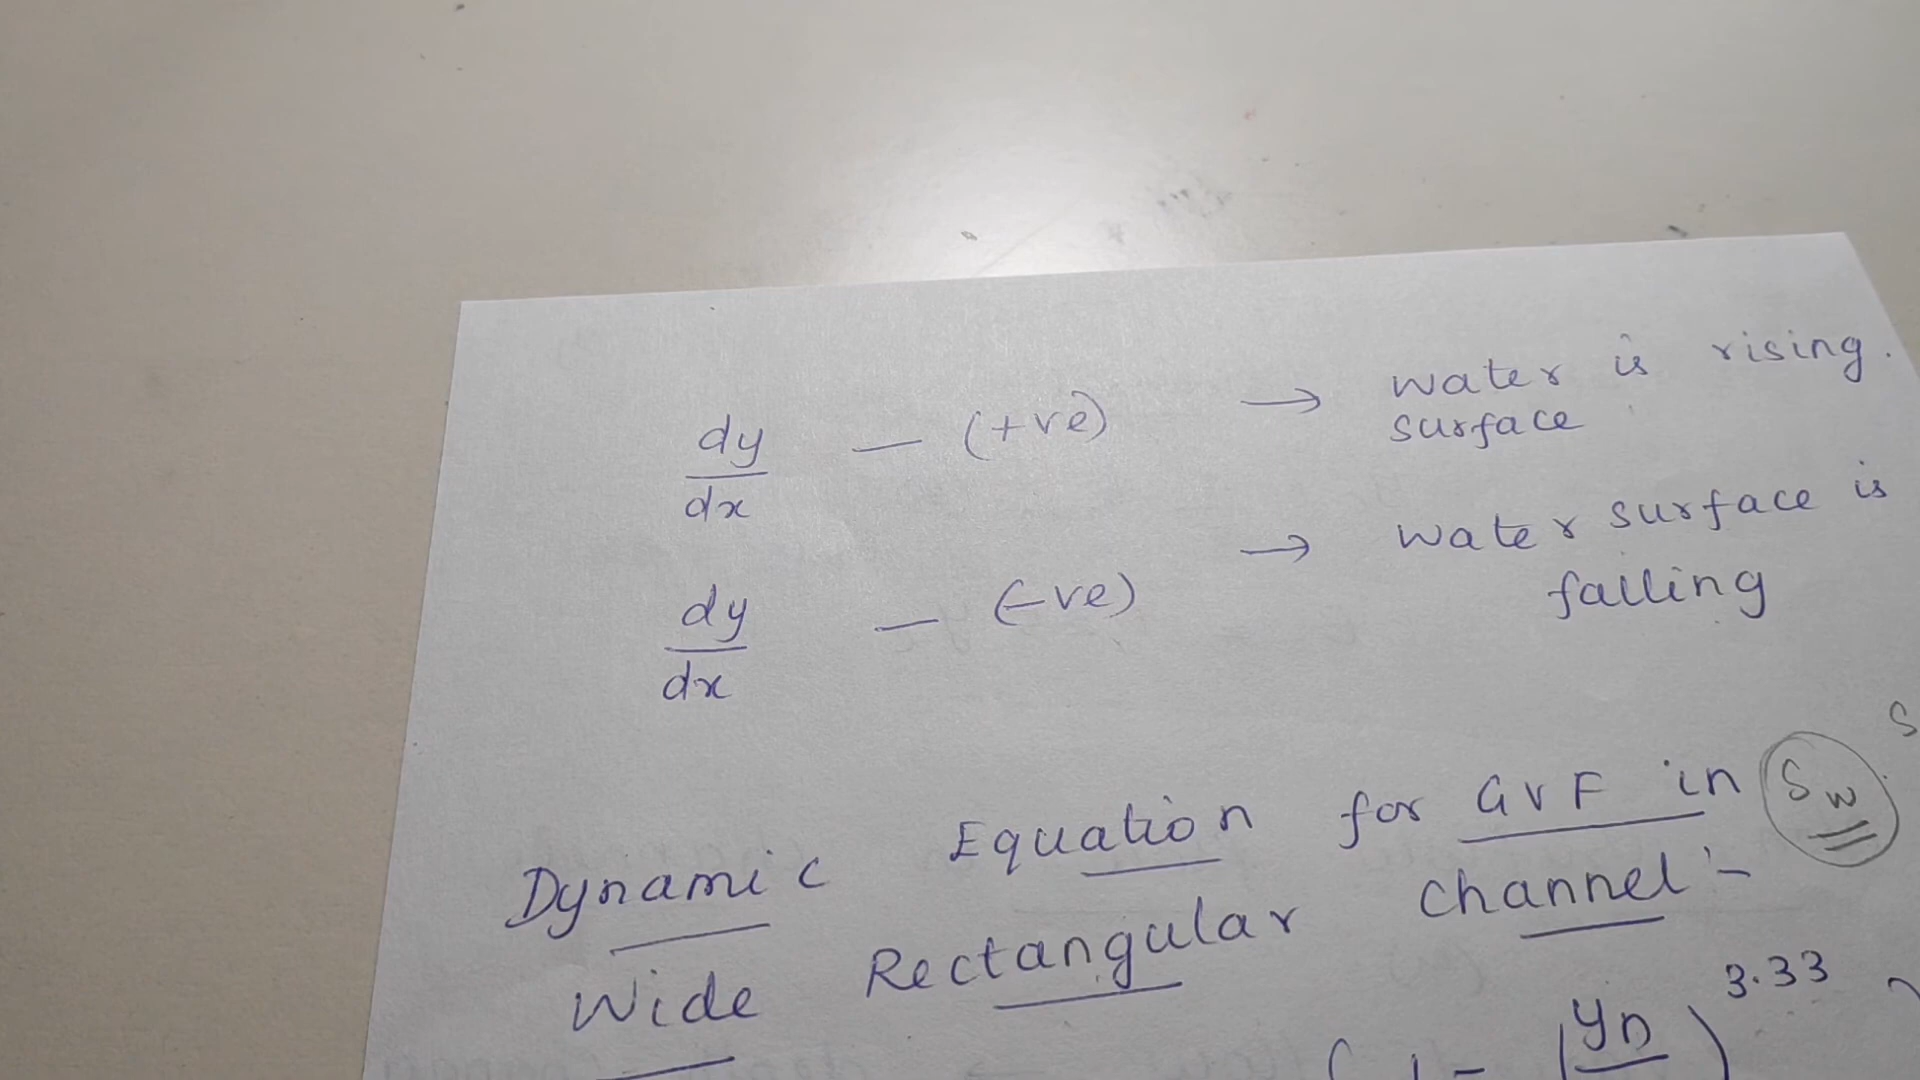 dy/dx — (+ve) → water is rising.
surface
dy/dx — (-ve) → water surface is
falling
S
Dynamic Equation for GVF in Sw
Wide Rectangular channel :-
( 1 - (yn 3.33